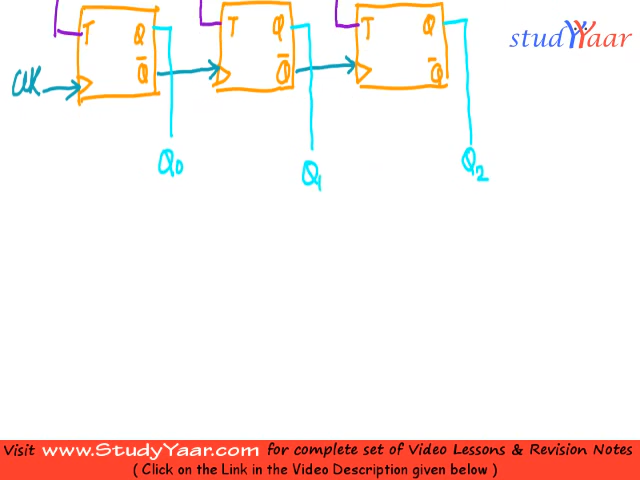 T Q T Q T Q
studYYaar
CLK Q̅ Q̅ Q̅
Q0 Q1 Q2
Visit www.StudyYaar.com for complete set of Video Lessons & Revision Notes
( Click on the Link in the Video Description given below )